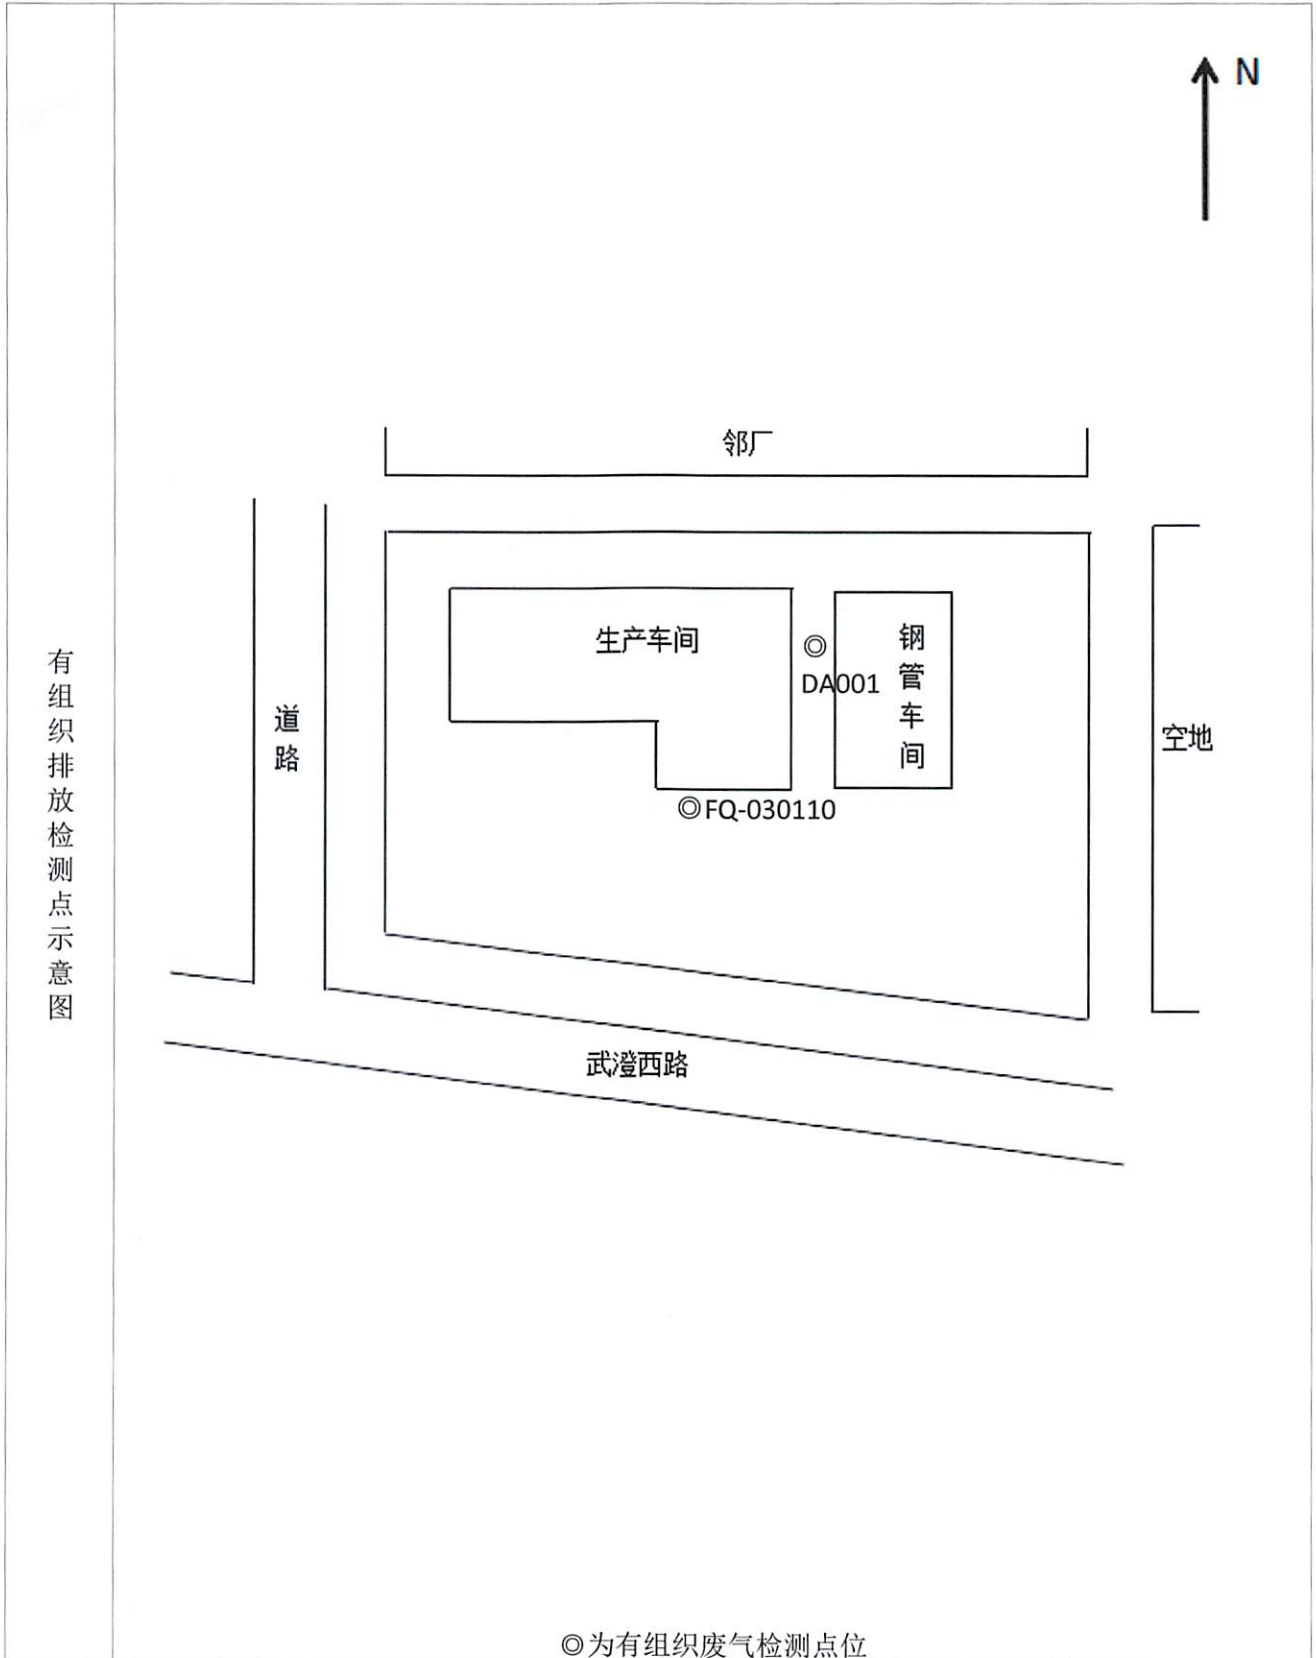 N
邻厂
生产车间
钢管车间
DA001
道路
空地
FQ-030110
武澄西路
有组织排放检测点示意图
◎为有组织废气检测点位